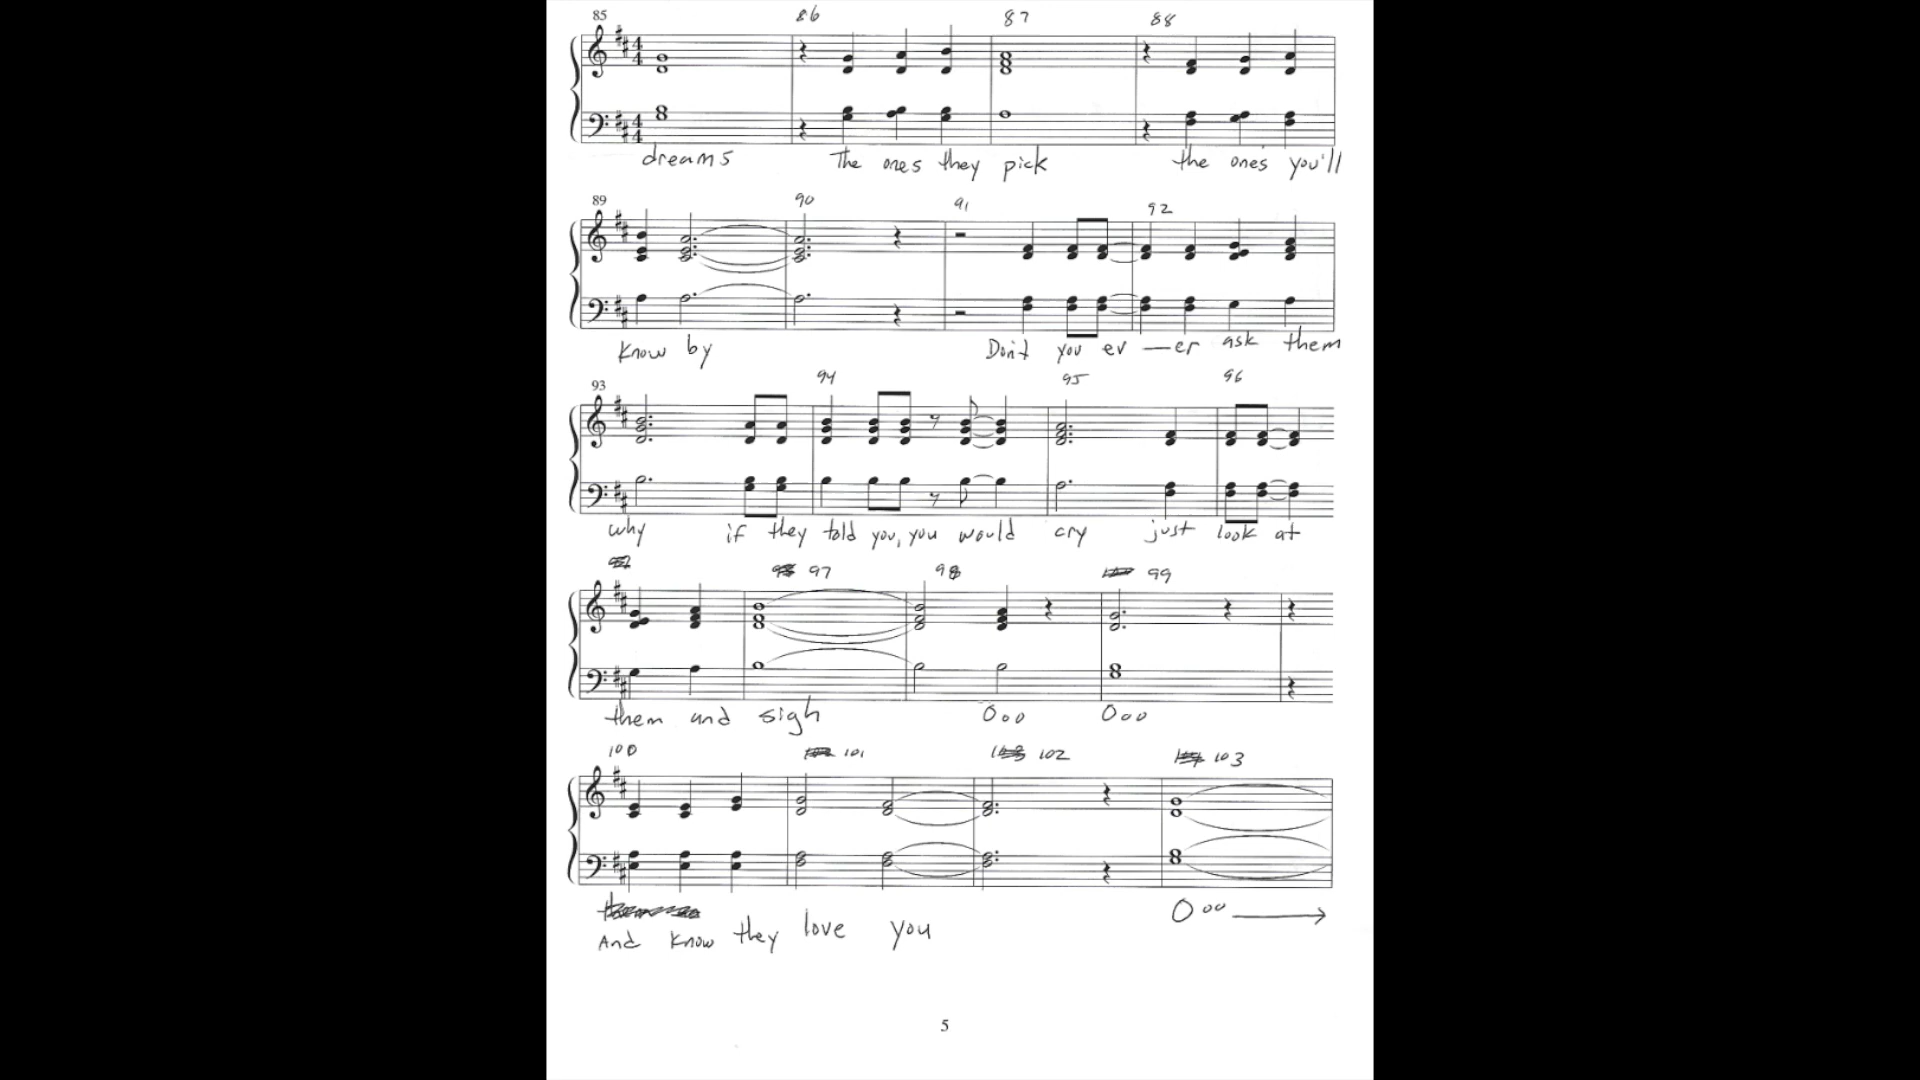 85 86 87 88
dreams The ones they pick the one's you'll
89 90 91 92
Know by Don't you ev—er ask them
93 94 95 96
why if they told you, you would cry just look at
97 98 99
them and sigh Ooo Ooo
100 101 102 103
And know they love you Ooo
5